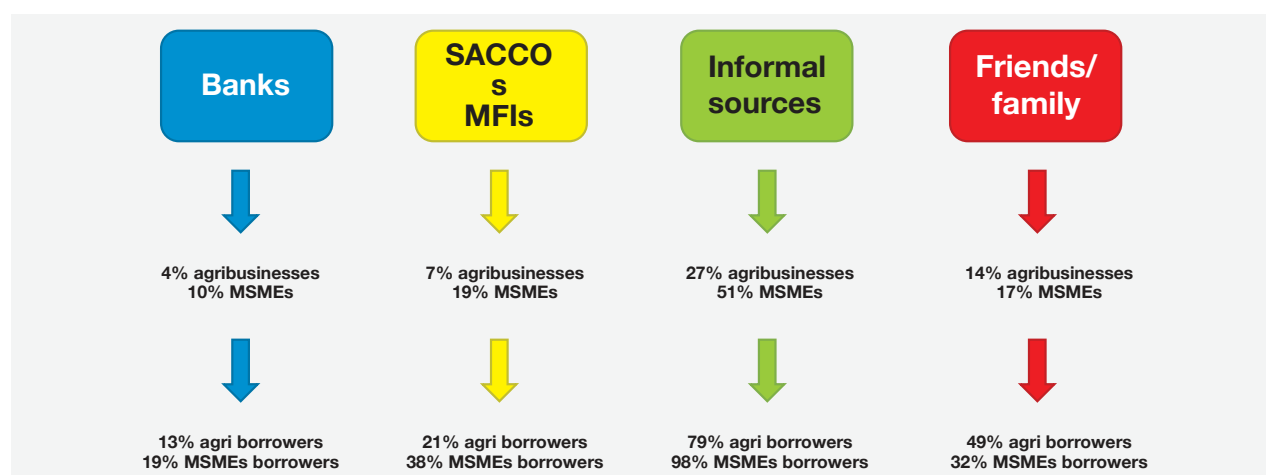 Banks
SACCO
s
MFIs
Informal
sources
Friends/
family
4% agribusinesses
10% MSMEs
7% agribusinesses
19% MSMEs
27% agribusinesses
51% MSMEs
14% agribusinesses
17% MSMEs
13% agri borrowers
19% MSMEs borrowers
21% agri borrowers
38% MSMEs borrowers
79% agri borrowers
98% MSMEs borrowers
49% agri borrowers
32% MSMEs borrowers